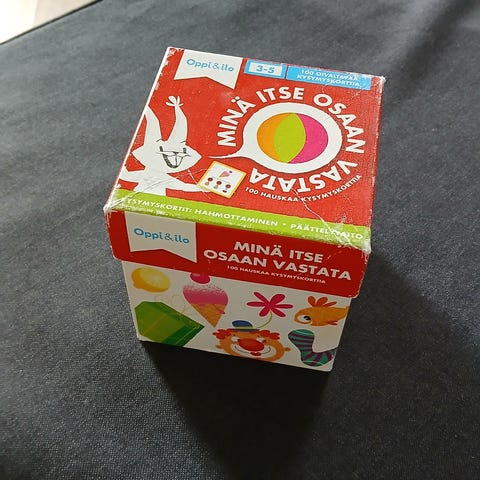 Oppi & ilo
3-5
100 OIVALTAVAA
KYSYMYSKORTTIA
MINÄ ITSE OSAAN VASTATA
100 HAUSKAA KYSYMYSKORTTIA
KYSYMYSKORTIT: HAHMOTTAMINEN • PÄÄTTELYTAITO
Oppi & ilo
MINÄ ITSE
OSAAN VASTATA
100 HAUSKAA KYSYMYSKORTTIA